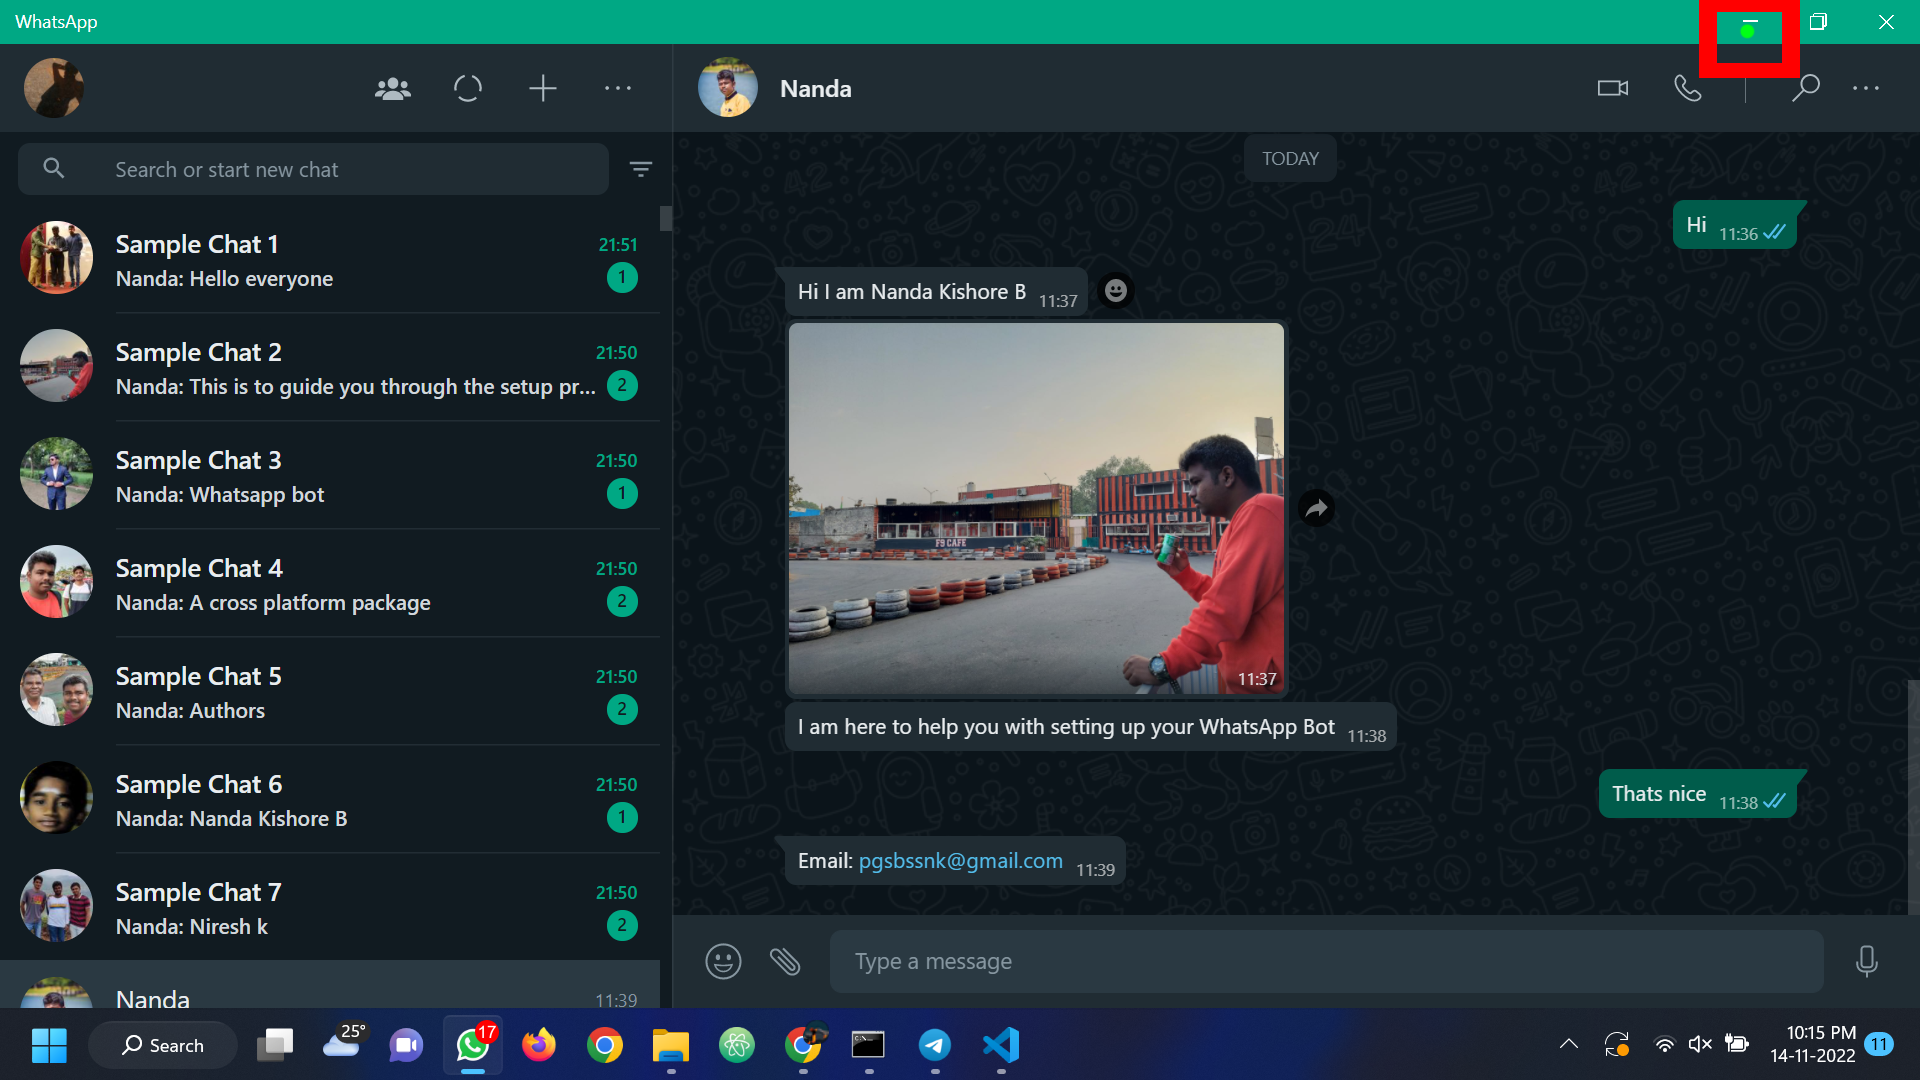 WhatsApp
Nanda
Search or start new chat
TODAY
Hi 11:36
Sample Chat 1 21:51
Nanda: Hello everyone 1
Hi I am Nanda Kishore B 11:37
Sample Chat 2 21:50
Nanda: This is to guide you through the setup pr... 2
Sample Chat 3 21:50
Nanda: Whatsapp bot 1
F9 CAFE
Sample Chat 4 21:50
Nanda: A cross platform package 2
11:37
Sample Chat 5 21:50
Nanda: Authors 2
I am here to help you with setting up your WhatsApp Bot 11:38
Sample Chat 6 21:50
Nanda: Nanda Kishore B 1
Thats nice 11:38
Email: pgsbssnk@gmail.com 11:39
Sample Chat 7 21:50
Nanda: Niresh k 2
Type a message
Nanda 11:39
Search
25°
17
10:15 PM
14-11-2022
11